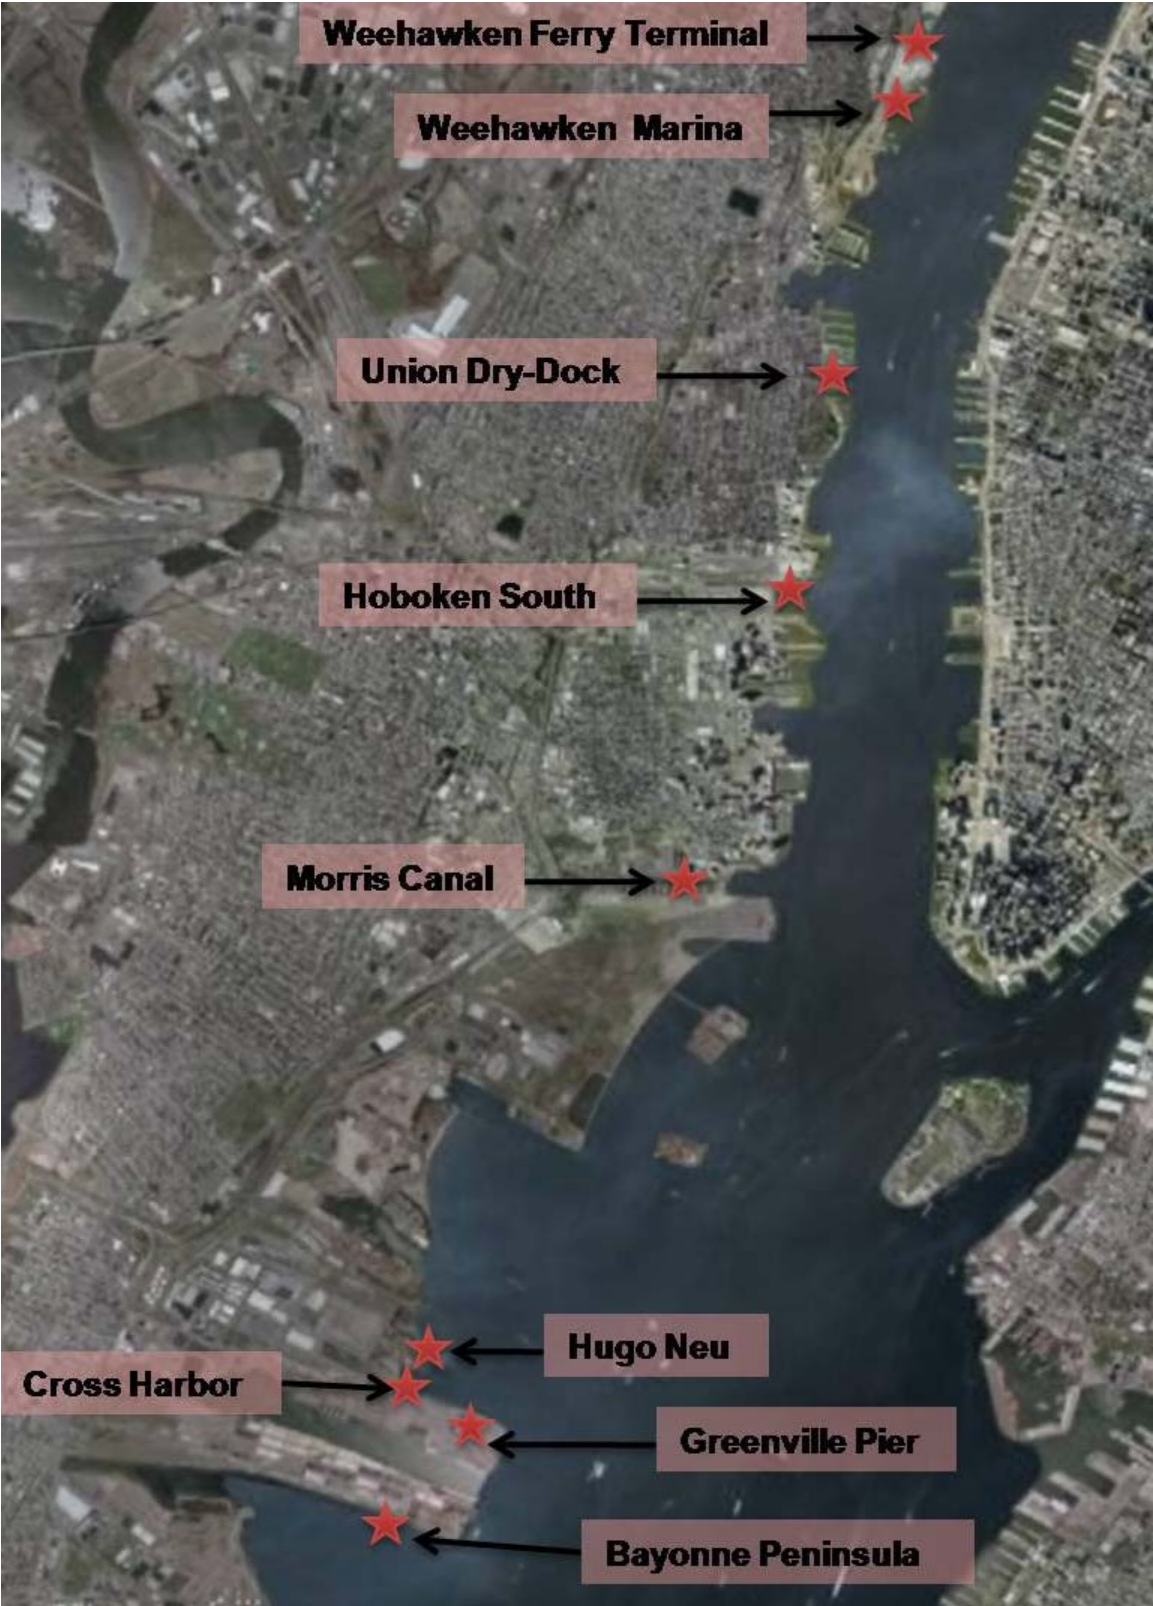 Weehawken Ferry Terminal
Weehawken Marina
Union Dry-Dock
Hoboken South
Morris Canal
Hugo Neu
Cross Harbor
Greenville Pier
Bayonne Peninsula